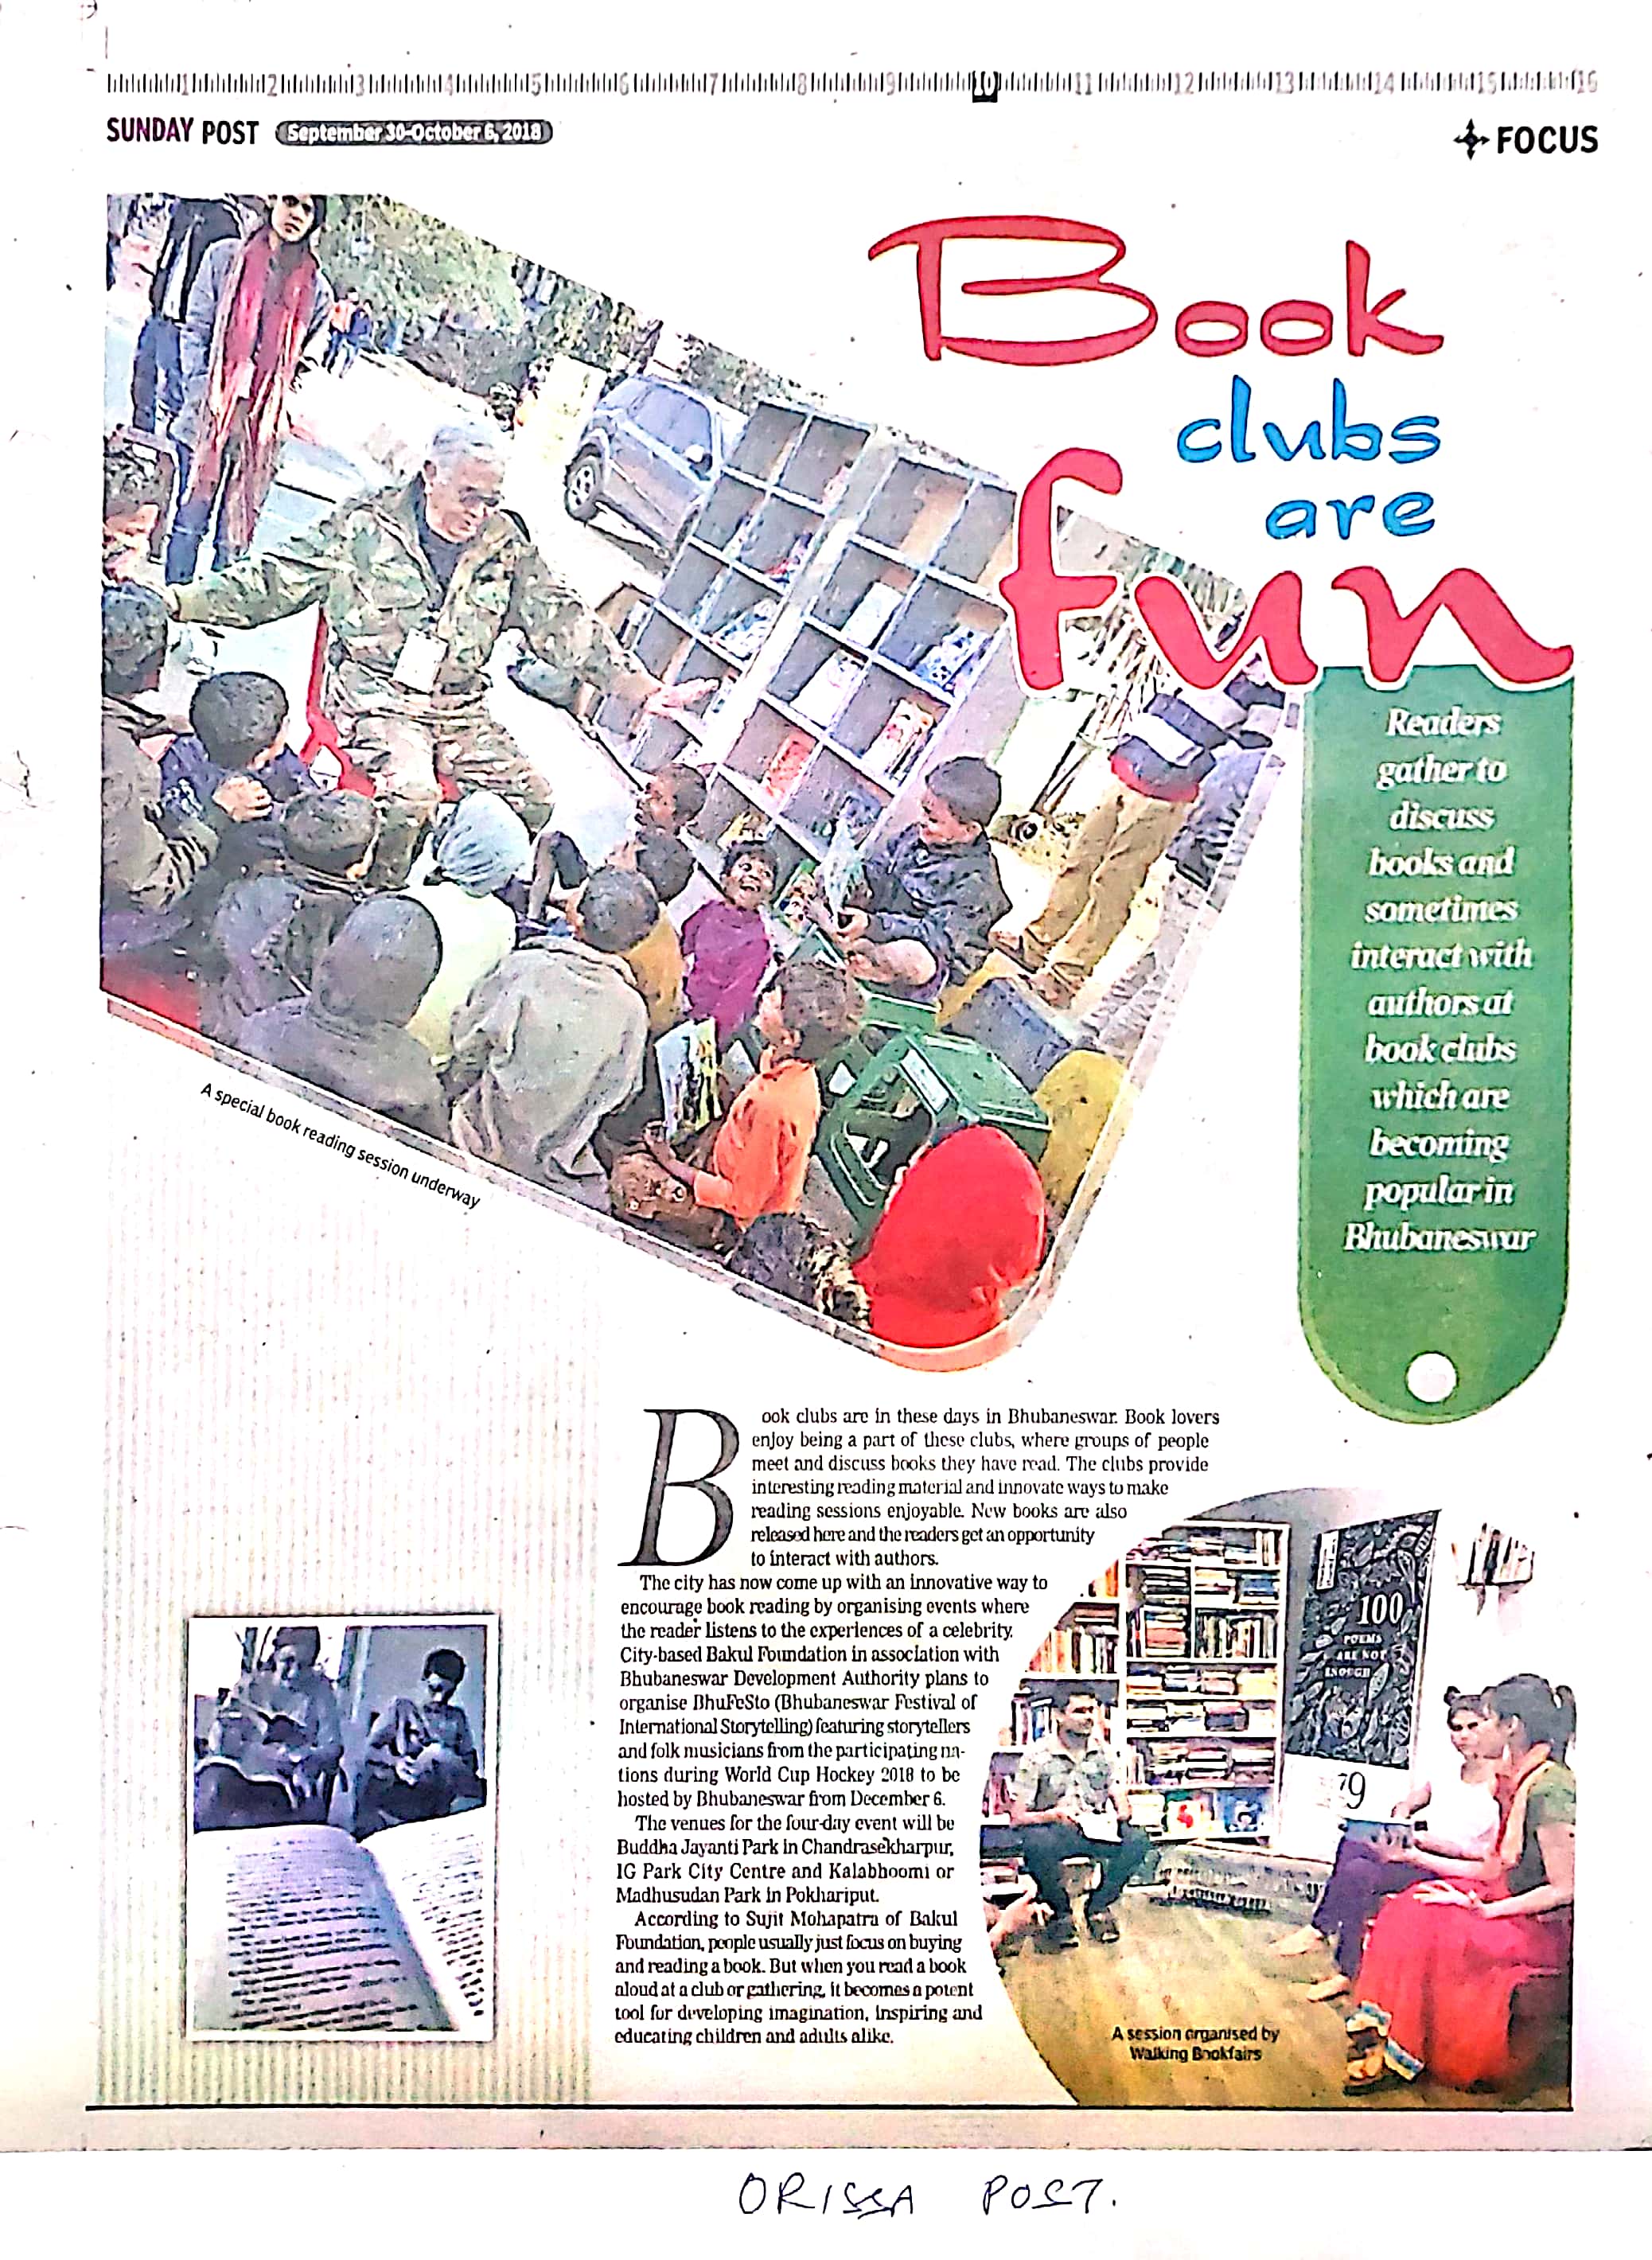 1 2 3 4 5 6 7 8 9 10 11 12 13 14 15 16
SUNDAY POST September 30-October 6, 2018
FOCUS
Book
clubs
are
fun
Readers
gather to
discuss
books and
sometimes
interact with
authors at
book clubs
which are
becoming
popular in
Bhubaneswar
A special book reading session underway
Book clubs are in these days in Bhubaneswar. Book lovers
enjoy being a part of these clubs, where groups of people
meet and discuss books they have read. The clubs provide
interesting reading material and innovate ways to make
reading sessions enjoyable. New books are also
released here and the readers get an opportunity
to interact with authors.
The city has now come up with an innovative way to
encourage book reading by organising events where
the reader listens to the experiences of a celebrity.
City-based Bakul Foundation in association with
Bhubaneswar Development Authority plans to
organise BhuFeSto (Bhubaneswar Festival of
International Storytelling) featuring storytellers
and folk musicians from the participating na-
tions during World Cup Hockey 2018 to be
hosted by Bhubaneswar from December 6.
The venues for the four-day event will be
Buddha Jayanti Park in Chandrasekharpur,
IG Park City Centre and Kalabhoomi or
Madhusudan Park in Pokhariput.
According to Sujit Mohapatra of Bakul
Foundation, people usually just focus on buying
and reading a book. But when you read a book
aloud at a club or gathering, it becomes a potent
tool for developing imagination, inspiring and
educating children and adults alike.
100
POEMS
ARE NOT
ENOUGH
79
A session organised by
Walking Bookfairs
ORISSA POST.